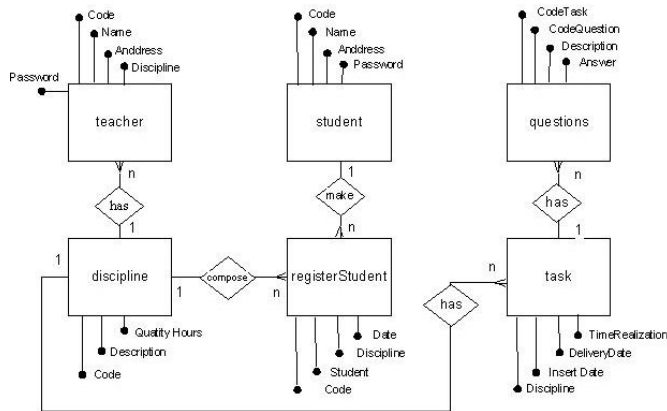 Code
Name
Anddress
Discipline
Password
teacher
n
has
1
Code
Name
Anddress
Password
student
1
make
n
CodeTask
CodeQuestion
Description
Answer
questions
n
has
1
1
discipline
1
compose
n
registerStudent
n
has
task
Quatity Hours
Description
Code
Date
Discipline
Student
Code
TimeRealization
DeliveryDate
Insert Date
Discipline